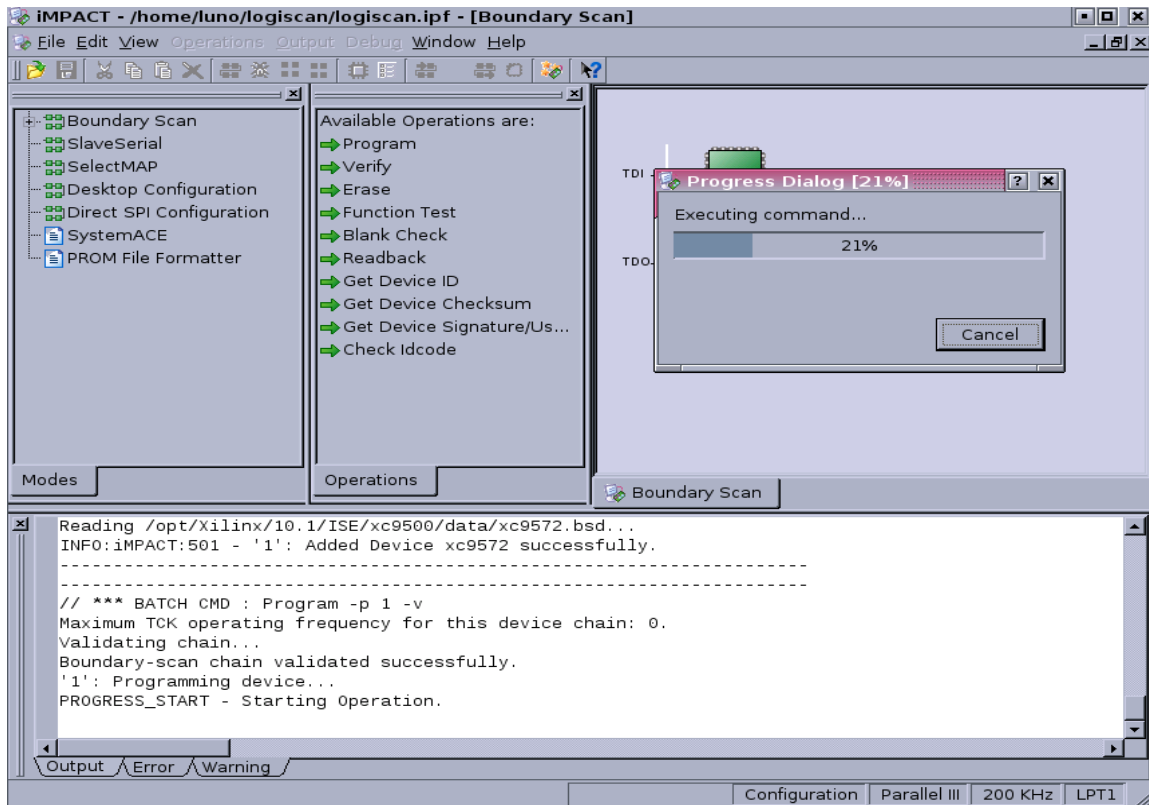 iMPACT - /home/luno/logiscan/logiscan.ipf - [Boundary Scan]
File Edit View Operations Output Debug Window Help
Boundary Scan
SlaveSerial
SelectMAP
Desktop Configuration
Direct SPI Configuration
SystemACE
PROM File Formatter
Modes
Available Operations are:
Program
Verify
Erase
Function Test
Blank Check
Readback
Get Device ID
Get Device Checksum
Get Device Signature/Us...
Check Idcode
Operations
TDI
TDO
Progress Dialog [21%]
Executing command...
21%
Cancel
Boundary Scan
Reading /opt/Xilinx/10.1/ISE/xc9500/data/xc9572.bsd...
INFO:iMPACT:501 - '1': Added Device xc9572 successfully.
----------------------------------------------------------------------
----------------------------------------------------------------------
// *** BATCH CMD : Program -p 1 -v
Maximum TCK operating frequency for this device chain: 0.
Validating chain...
Boundary-scan chain validated successfully.
'1': Programming device...
PROGRESS_START - Starting Operation.
Output Error Warning
Configuration Parallel III 200 KHz LPT1